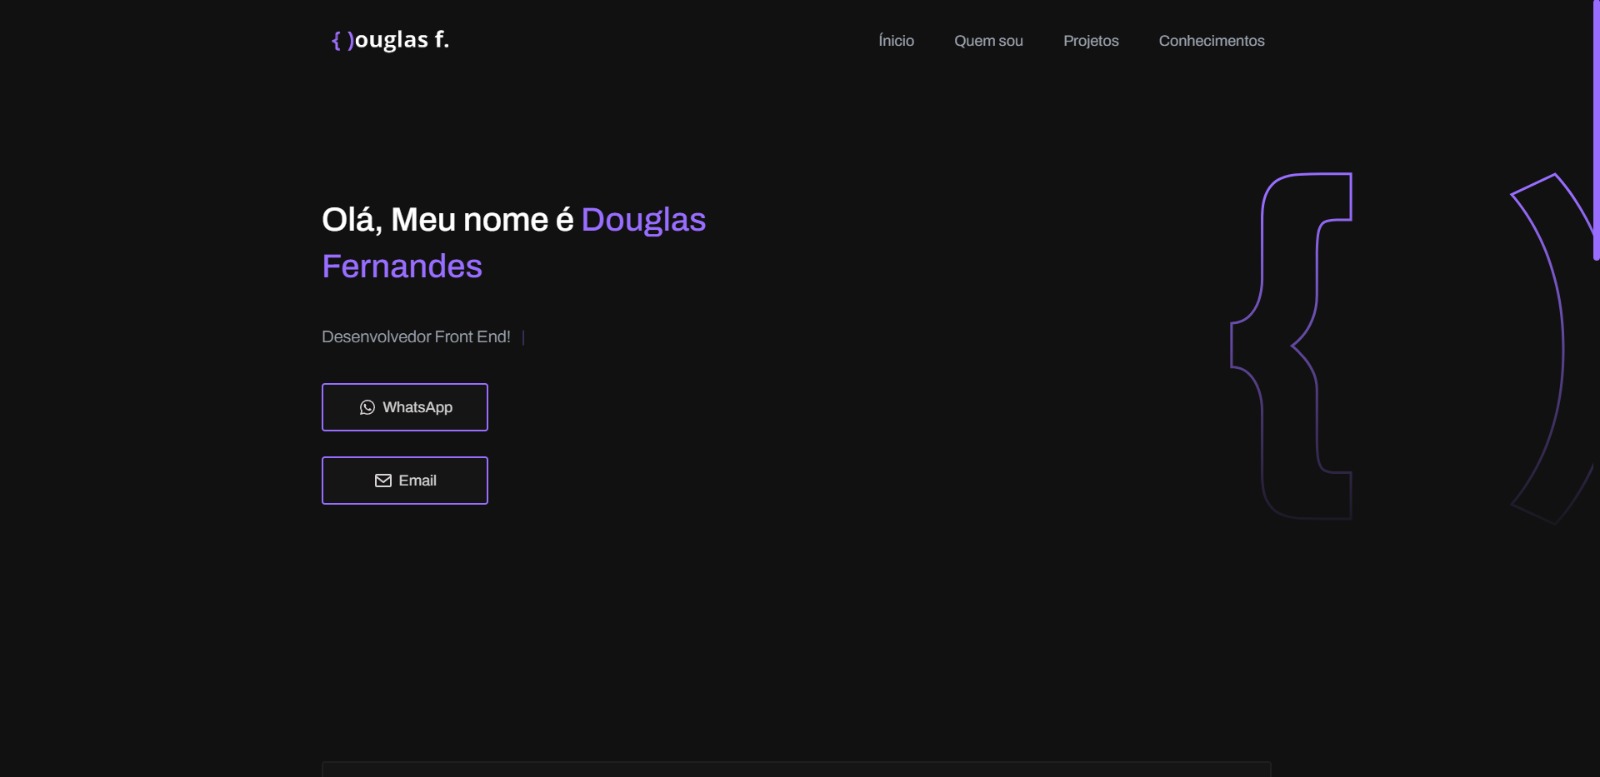 { )ouglas f.
Ínicio Quem sou Projetos Conhecimentos
Olá, Meu nome é Douglas
Fernandes
Desenvolvedor Front End! |
WhatsApp
Email
{ )